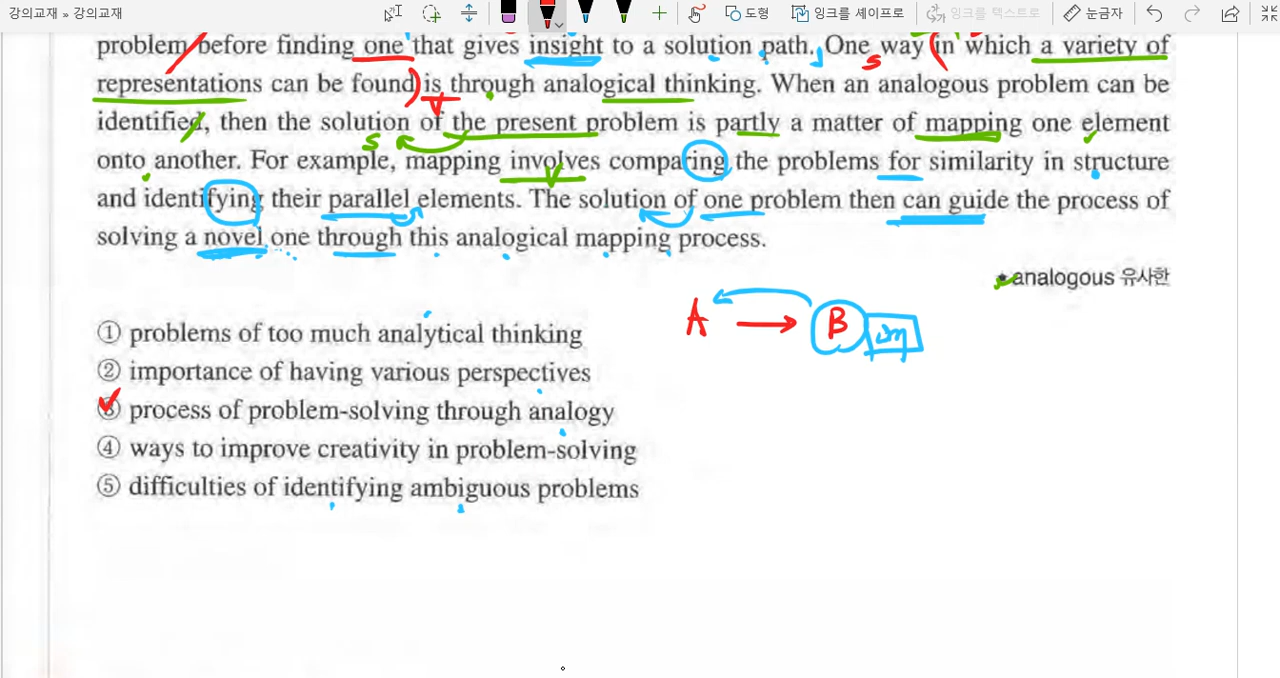 강의교재 » 강의교재
도형 잉크를 셰이프로 잉크를 텍스트로 눈금자
problem before finding one that gives insight to a solution path. One way in which a variety of
representations can be found is through analogical thinking. When an analogous problem can be
identified, then the solution of the present problem is partly a matter of mapping one element
onto another. For example, mapping involves comparing the problems for similarity in structure
and identifying their parallel elements. The solution of one problem then can guide the process of
solving a novel one through this analogical mapping process.
S
V
S
V
*analogous 유사한
A → B
① problems of too much analytical thinking
② importance of having various perspectives
③ process of problem-solving through analogy
④ ways to improve creativity in problem-solving
⑤ difficulties of identifying ambiguous problems